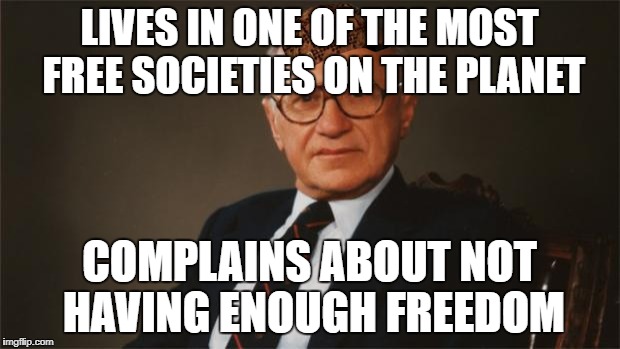 LIVES IN ONE OF THE MOST
FREE SOCIETIES ON THE PLANET
COMPLAINS ABOUT NOT
HAVING ENOUGH FREEDOM
imgflip.com